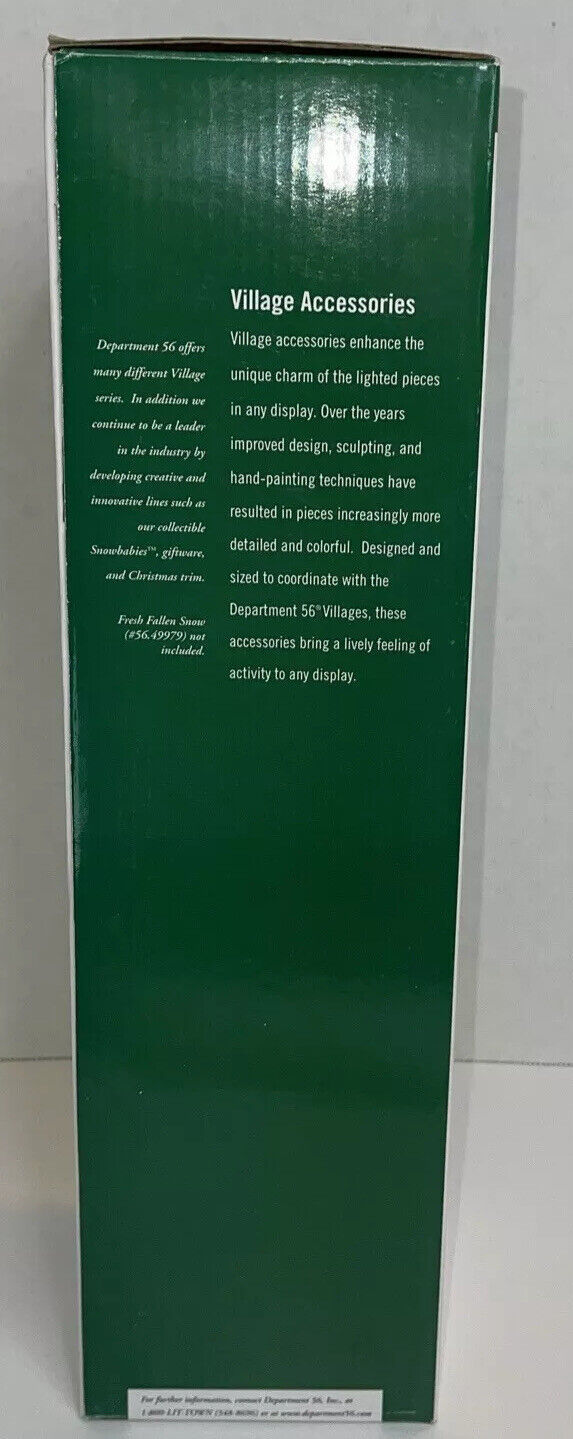 Village Accessories
Village accessories enhance the
unique charm of the lighted pieces
in any display. Over the years
improved design, sculpting, and
hand-painting techniques have
resulted in pieces increasingly more
detailed and colorful. Designed and
sized to coordinate with the
Department 56® Villages, these
accessories bring a lively feeling of
activity to any display.
Department 56 offers
many different Village
series. In addition we
continue to be a leader
in the industry by
developing creative and
innovative lines such as
our collectible
Snowbabies™, giftware,
and Christmas trim.
Fresh Fallen Snow
(#56.49979) not
included.
For further information, contact Department 56, Inc., at
1-800-LIT-TOWN (548-8696) or at www.department56.com